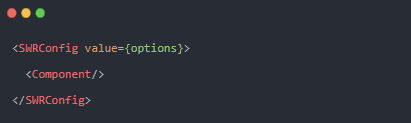 <SWRConfig value={options}>
<Component/>
</SWRConfig>